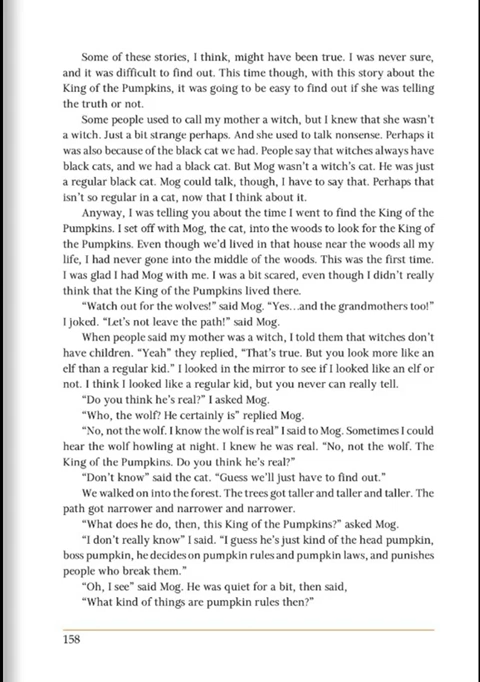 Some of these stories, I think, might have been true. I was never sure,
and it was difficult to find out. This time though, with this story about the
King of the Pumpkins, it was going to be easy to find out if she was telling
the truth or not.
Some people used to call my mother a witch, but I knew that she wasn't
a witch. Just a bit strange perhaps. And she used to talk nonsense. Perhaps it
was also because of the black cat we had. People say that witches always have
black cats, and we had a black cat. But Mog wasn't a witch's cat. He was just
a regular black cat. Mog could talk, though, I have to say that. Perhaps that
isn't so regular in a cat, now that I think about it.
Anyway, I was telling you about the time I went to find the King of the
Pumpkins. I set off with Mog, the cat, into the woods to look for the King of
the Pumpkins. Even though we'd lived in that house near the woods all my
life, I had never gone into the middle of the woods. This was the first time.
I was glad I had Mog with me. I was a bit scared, even though I didn't really
think that the King of the Pumpkins lived there.
“Watch out for the wolves!” said Mog. “Yes...and the grandmothers too!”
I joked. “Let's not leave the path!” said Mog.
When people said my mother was a witch, I told them that witches don't
have children. “Yeah” they replied, “That's true. But you look more like an
elf than a regular kid.” I looked in the mirror to see if I looked like an elf or
not. I think I looked like a regular kid, but you never can really tell.
“Do you think he's real?” I asked Mog.
“Who, the wolf? He certainly is” replied Mog.
“No, not the wolf. I know the wolf is real” I said to Mog. Sometimes I could
hear the wolf howling at night. I knew he was real. “No, not the wolf. The
King of the Pumpkins. Do you think he's real?”
“Don't know” said the cat. “Guess we'll just have to find out.”
We walked on into the forest. The trees got taller and taller and taller. The
path got narrower and narrower and narrower.
“What does he do, then, this King of the Pumpkins?” asked Mog.
“I don't really know” I said. “I guess he's just kind of the head pumpkin,
boss pumpkin, he decides on pumpkin rules and pumpkin laws, and punishes
people who break them.”
“Oh, I see” said Mog. He was quiet for a bit, then said,
“What kind of things are pumpkin rules then?”
158